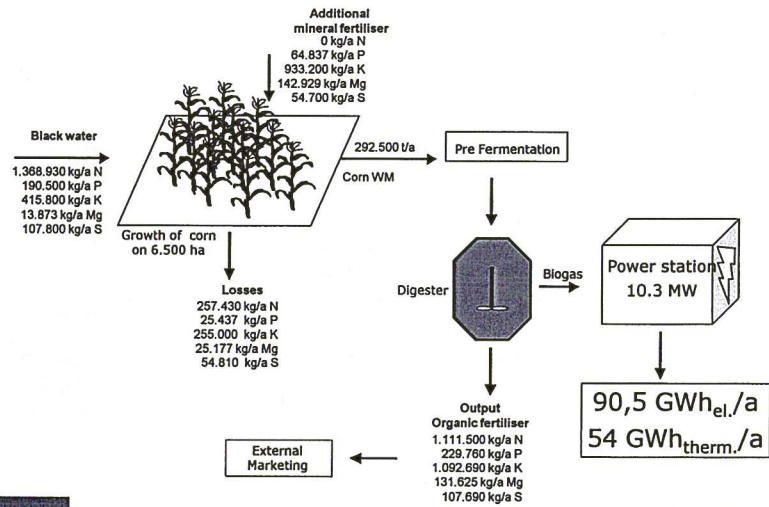 Additional
mineral fertiliser
0 kg/a N
64.837 kg/a P
933.200 kg/a K
142.929 kg/a Mg
54.700 kg/a S
Black water
1.368.930 kg/a N
190.500 kg/a P
415.800 kg/a K
13.873 kg/a Mg
107.800 kg/a S
292.500 t/a
Corn WM
Pre Fermentation
Growth of corn
on 6.500 ha
Losses
257.430 kg/a N
25.437 kg/a P
255.000 kg/a K
25.177 kg/a Mg
54.810 kg/a S
Digester
Biogas
Power station
10.3 MW
90,5 GWhel./a
54 GWhtherm./a
Output
Organic fertiliser
1.111.500 kg/a N
229.760 kg/a P
1.092.690 kg/a K
131.625 kg/a Mg
107.690 kg/a S
External
Marketing